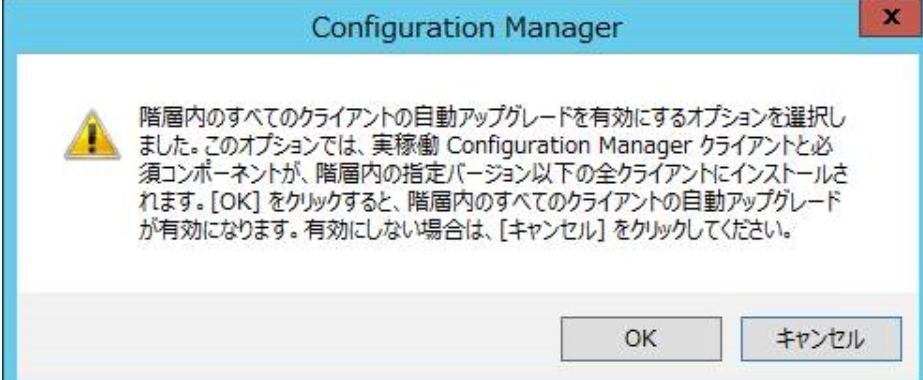 Configuration Manager
x
階層内のすべてのクライアントの自動アップグレードを有効にするオプションを選択し
ました。このオプションでは、実稼働 Configuration Manager クライアントと必
須コンポーネントが、階層内の指定バージョン以下の全クライアントにインストールさ
れます。[OK] をクリックすると、階層内のすべてのクライアントの自動アップグレード
が有効になります。有効にしない場合は、[キャンセル] をクリックしてください。
OK
キャンセル